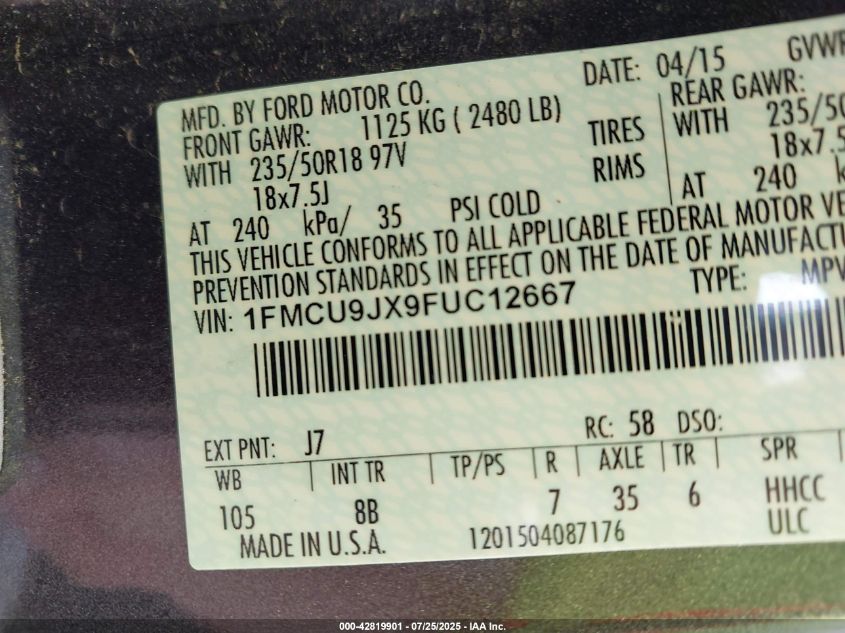 MFD. BY FORD MOTOR CO. DATE: 04/15 GVWR
FRONT GAWR: 1125 KG ( 2480 LB) REAR GAWR:
WITH 235/50R18 97V TIRES WITH 235/50
18x7.5J RIMS 18x7.5
AT 240 kPa/ 35 PSI COLD AT 240 k
THIS VEHICLE CONFORMS TO ALL APPLICABLE FEDERAL MOTOR VE
PREVENTION STANDARDS IN EFFECT ON THE DATE OF MANUFACTU
VIN: 1FMCU9JX9FUC12667 TYPE: MPV
EXT PNT: J7 RC: 58 DSO:
WB INT TR TP/PS R AXLE TR SPR
105 8B 7 35 6 HHCC
MADE IN U.S.A. 1201504087176 ULC
000-42819901 - 07/25/2025 - IAA Inc.